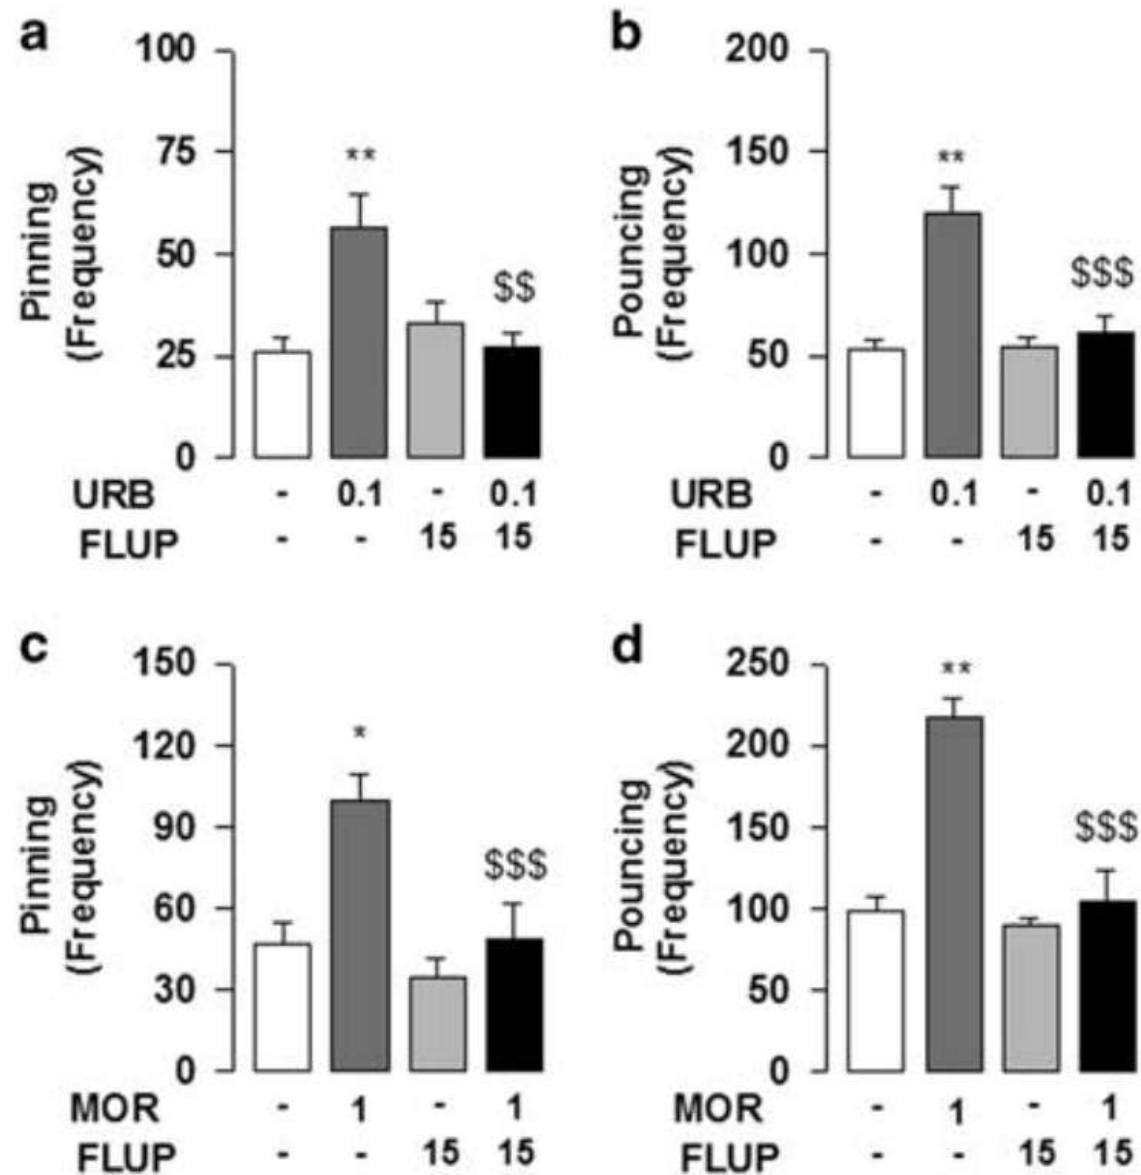 a
100
75
50
25
0
Pinning
(Frequency)
**
$$
URB - 0.1 - 0.1
FLUP - - 15 15
b
200
150
100
50
0
Pouncing
(Frequency)
**
$$$
URB - 0.1 - 0.1
FLUP - - 15 15
c
150
120
90
60
30
0
Pinning
(Frequency)
*
$$$
MOR - 1 - 1
FLUP - - 15 15
d
250
200
150
100
50
0
Pouncing
(Frequency)
**
$$$
MOR - 1 - 1
FLUP - - 15 15